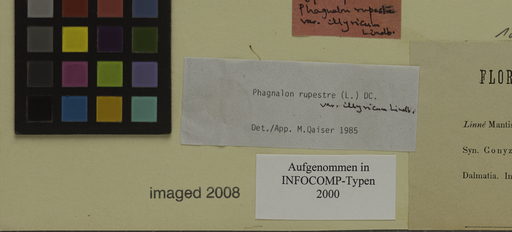 Phagnalon rupestre
var. illyricum
Lindb.
Phagnalon rupestre (L.) DC.
var. illyricum Lindb.
Det./App. M.Qaiser 1985
Aufgenommen in
INFOCOMP-Typen
2000
imaged 2008
FLOR
Linné Mantis
Syn. Conyz
Dalmatia. In